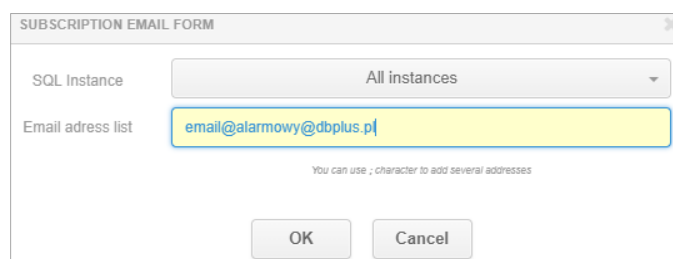 SUBSCRIPTION EMAIL FORM
SQL Instance
All instances
Email adress list
email@alarmowy@dbplus.pl
You can use ; character to add several addresses
OK
Cancel